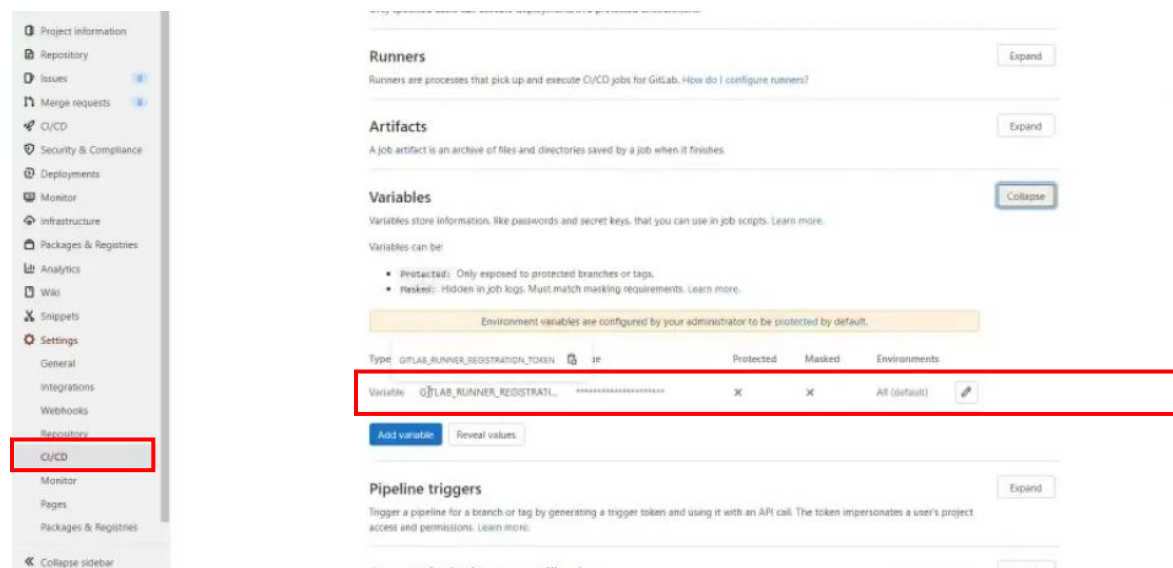 Project information
Repository
Issues
Merge requests
CI/CD
Security & Compliance
Deployments
Monitor
Infrastructure
Packages & Registries
Analytics
Wiki
Snippets
Settings
General
Integrations
Webhooks
Repository
CI/CD
Monitor
Pages
Packages & Registries
Collapse sidebar
Runners
Expand
Runners are processes that pick up and execute CI/CD jobs for GitLab. How do I configure runners?
Artifacts
Expand
A job artifact is an archive of files and directories saved by a job when it finishes.
Variables
Collapse
Variables store information, like passwords and secret keys, that you can use in job scripts. Learn more.
Variables can be:
• Protected: Only exposed to protected branches or tags.
• Masked: Hidden in job logs. Must match masking requirements. Learn more.
Environment variables are configured by your administrator to be protected by default.
Type GITLAB_RUNNER_REGISTRATION_TOKEN ue Protected Masked Environments
Variable GITLAB_RUNNER_REGISTRATI... ********************* All (default)
Add variable Reveal values
Pipeline triggers
Expand
Trigger a pipeline for a branch or tag by generating a trigger token and using it with an API call. The token impersonates a user's project
access and permissions. Learn more.